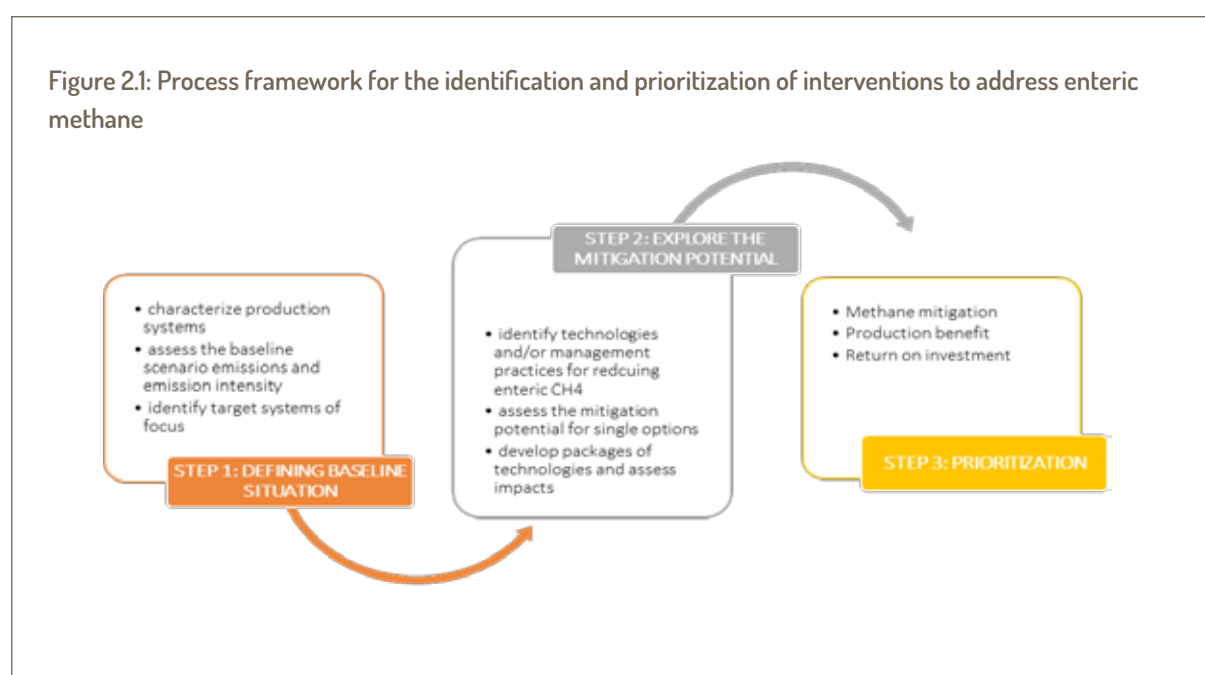 Figure 2.1: Process framework for the identification and prioritization of interventions to address enteric
methane
• characterize production
systems
• assess the baseline
scenario emissions and
emission intensity
• identify target systems of
focus
STEP 1: DEFINING BASELINE
SITUATION
STEP 2: EXPLORE THE
MITIGATION POTENTIAL
• identify technologies
and/or management
practices for redcuing
enteric CH4
• assess the mitigation
potential for single options
• develop packages of
technologies and assess
impacts
• Methane mitigation
• Production benefit
• Return on investment
STEP 3: PRIORITIZATION